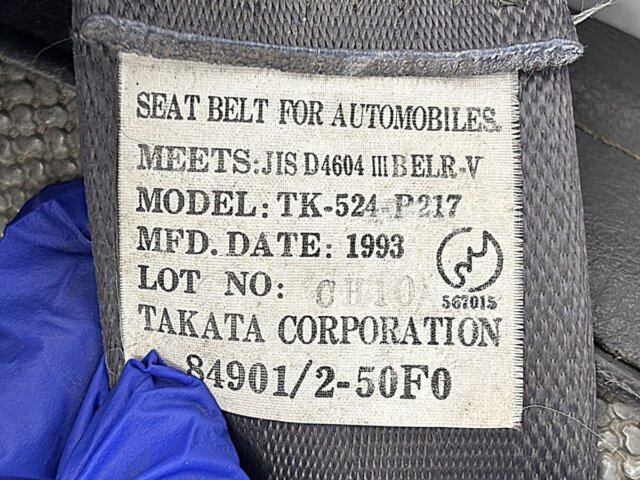 SEAT BELT FOR AUTOMOBILES.
MEETS: JIS D4604 III B ELR-V
MODEL: TK-524-P217
MFD. DATE: 1993
LOT NO: CH10
567015
TAKATA CORPORATION
84901/2-50F0